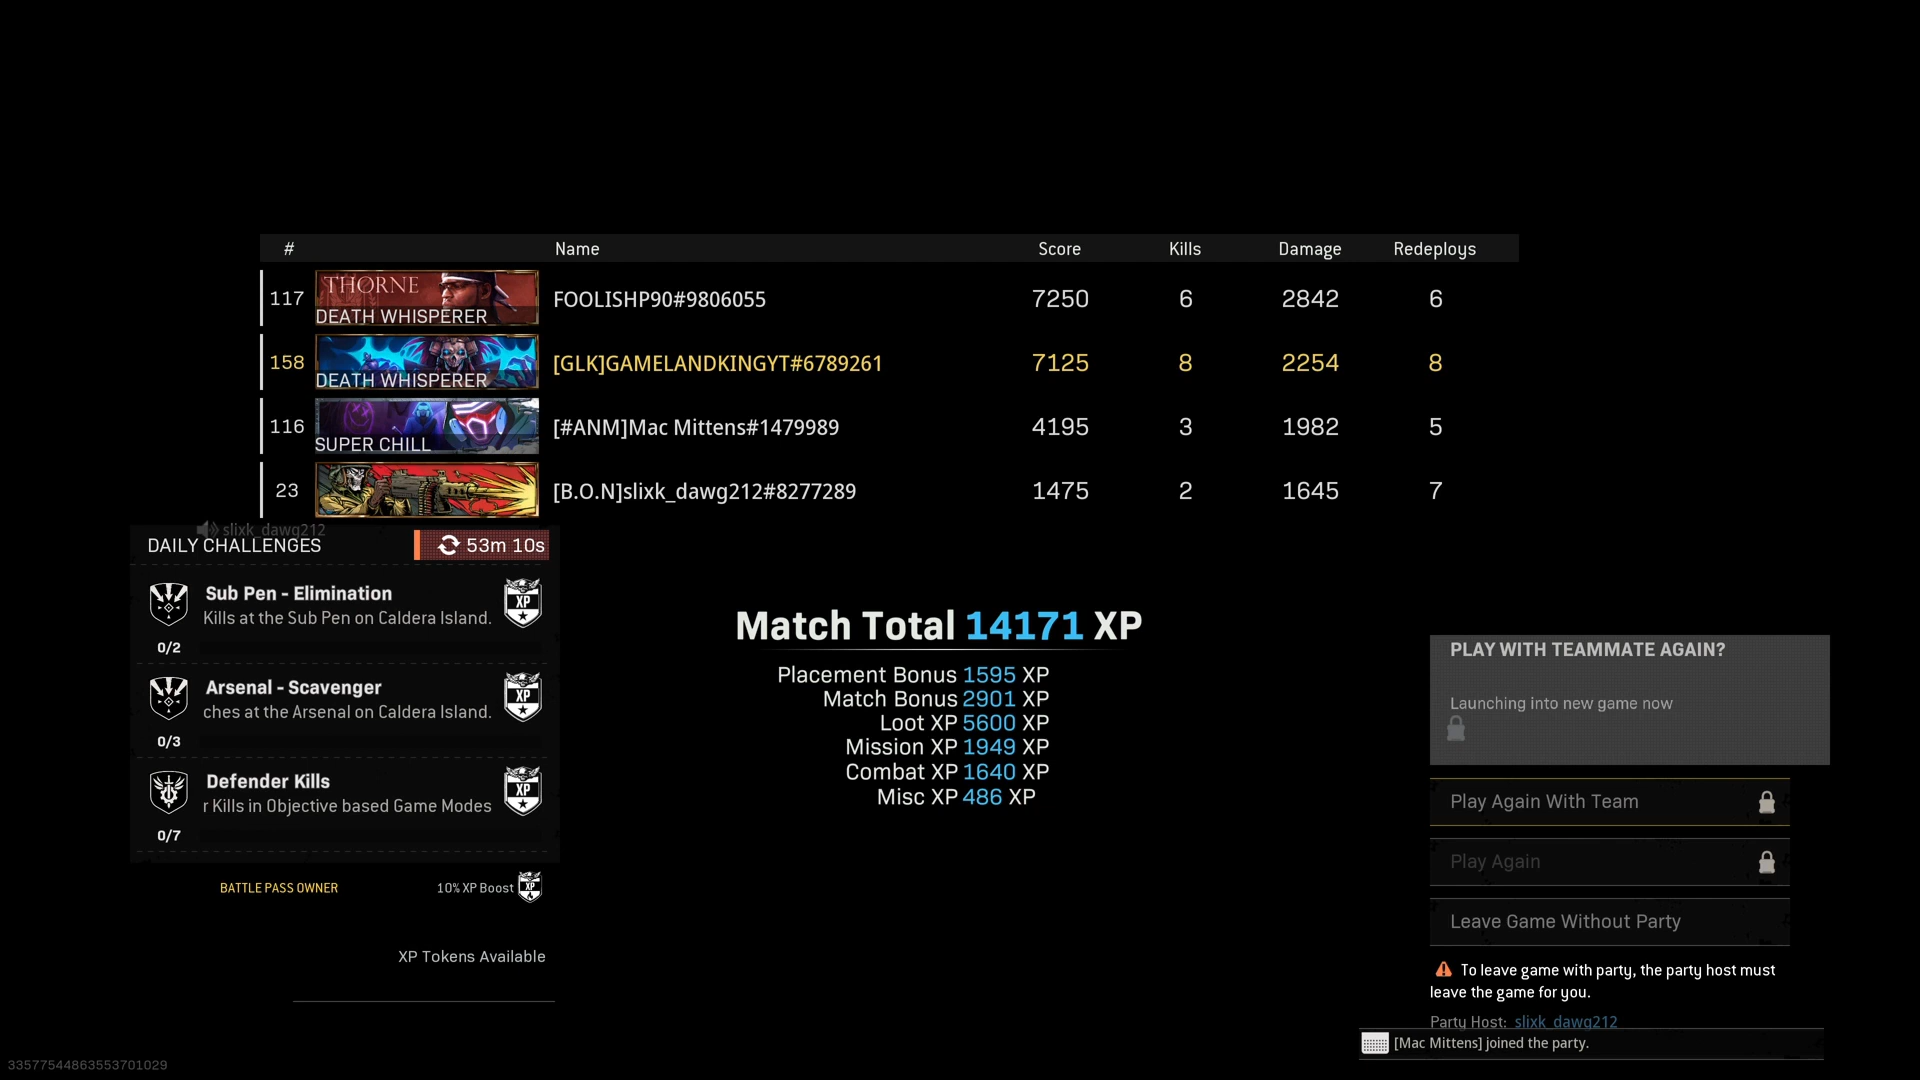 # Name Score Kills Damage Redeploys
117 THORNE DEATH WHISPERER FOOLISHP90#9806055 7250 6 2842 6
158 DEATH WHISPERER [GLK]GAMELANDKINGYT#6789261 7125 8 2254 8
116 SUPER CHILL [#ANM]Mac Mittens#1479989 4195 3 1982 5
23 [B.O.N]slixk_dawg212#8277289 1475 2 1645 7
slixk_dawg212
DAILY CHALLENGES 53m 10s
Sub Pen - Elimination XP
Kills at the Sub Pen on Caldera Island.
0/2
Arsenal - Scavenger XP
ches at the Arsenal on Caldera Island.
0/3
Defender Kills XP
r Kills in Objective based Game Modes
0/7
BATTLE PASS OWNER 10% XP Boost XP
XP Tokens Available
Match Total 14171 XP
Placement Bonus 1595 XP
Match Bonus 2901 XP
Loot XP 5600 XP
Mission XP 1949 XP
Combat XP 1640 XP
Misc XP 486 XP
PLAY WITH TEAMMATE AGAIN?
Launching into new game now
Play Again With Team
Play Again
Leave Game Without Party
To leave game with party, the party host must
leave the game for you.
Party Host: slixk_dawg212
[Mac Mittens] joined the party.
33577544863553701029